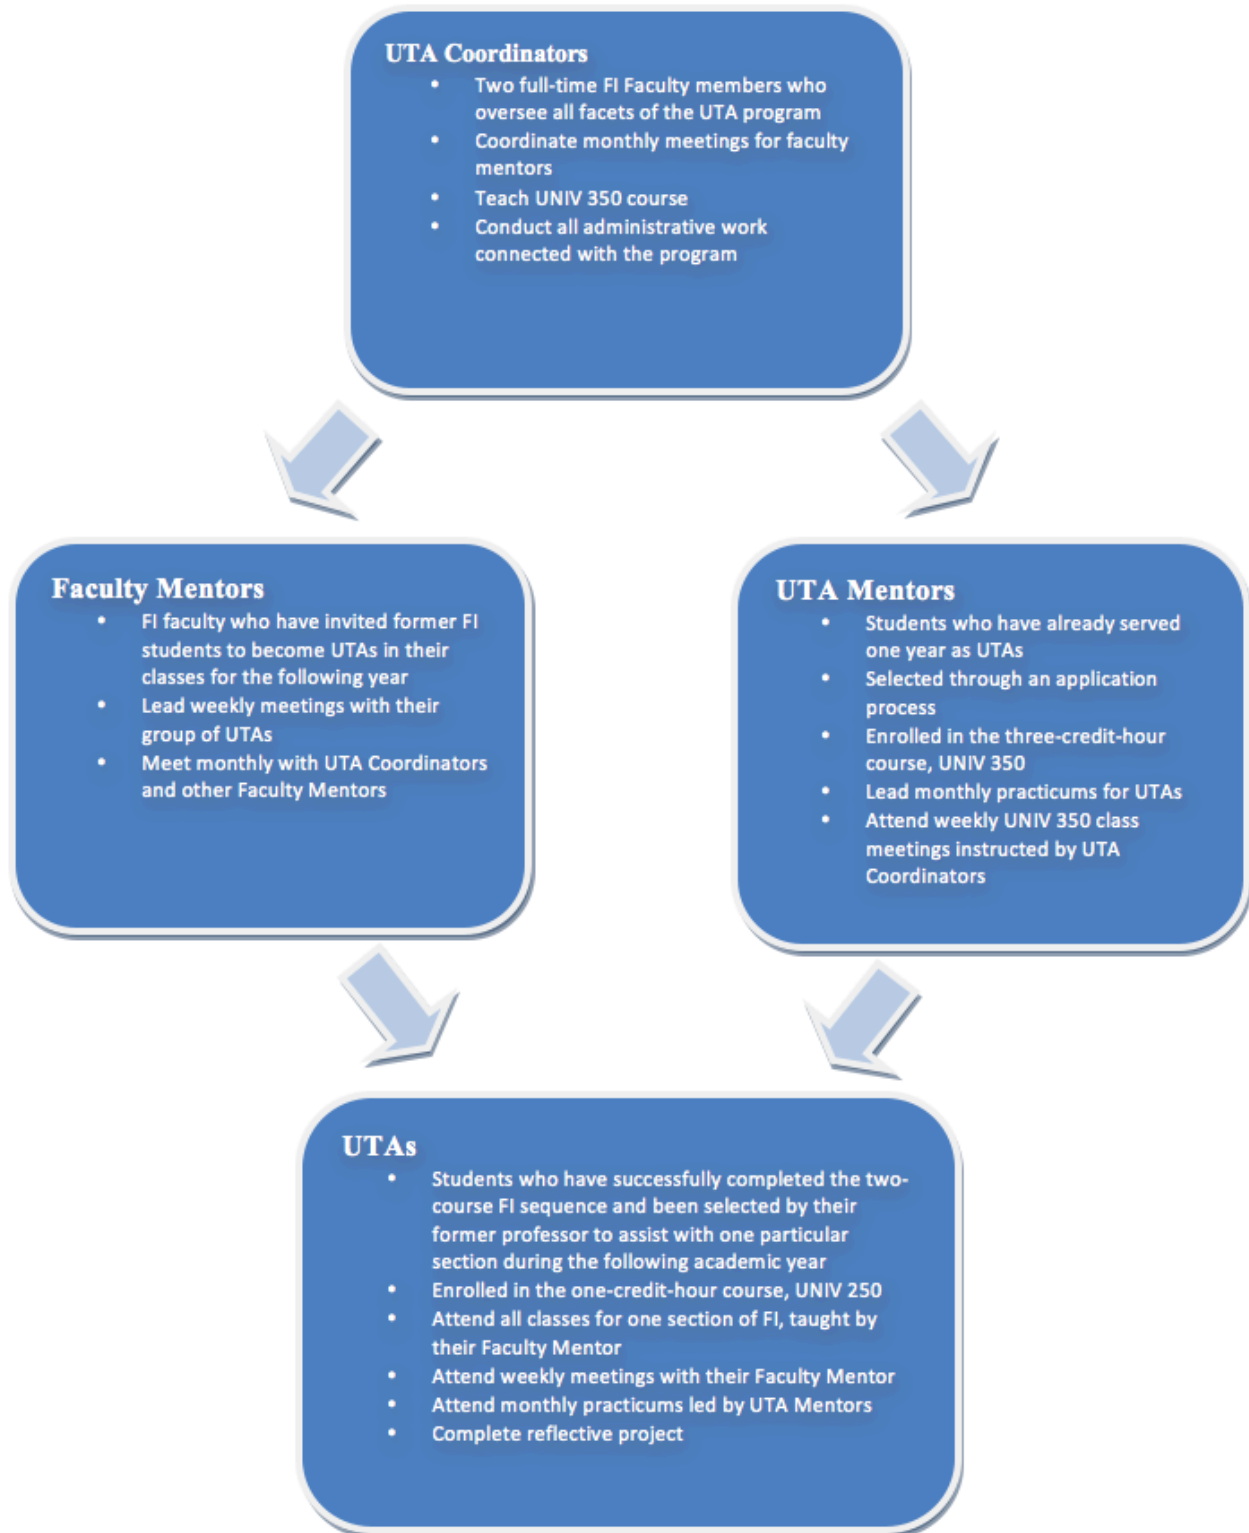 UTA Coordinators
• Two full-time FI Faculty members who
oversee all facets of the UTA program
• Coordinate monthly meetings for faculty
mentors
• Teach UNIV 350 course
• Conduct all administrative work
connected with the program
Faculty Mentors
• FI faculty who have invited former FI
students to become UTAs in their
classes for the following year
• Lead weekly meetings with their
group of UTAs
• Meet monthly with UTA Coordinators
and other Faculty Mentors
UTA Mentors
• Students who have already served
one year as UTAs
• Selected through an application
process
• Enrolled in the three-credit-hour
course, UNIV 350
• Lead monthly practicums for UTAs
• Attend weekly UNIV 350 class
meetings instructed by UTA
Coordinators
UTAs
• Students who have successfully completed the two-
course FI sequence and been selected by their
former professor to assist with one particular
section during the following academic year
• Enrolled in the one-credit-hour course, UNIV 250
• Attend all classes for one section of FI, taught by
their Faculty Mentor
• Attend weekly meetings with their Faculty Mentor
• Attend monthly practicums led by UTA Mentors
• Complete reflective project